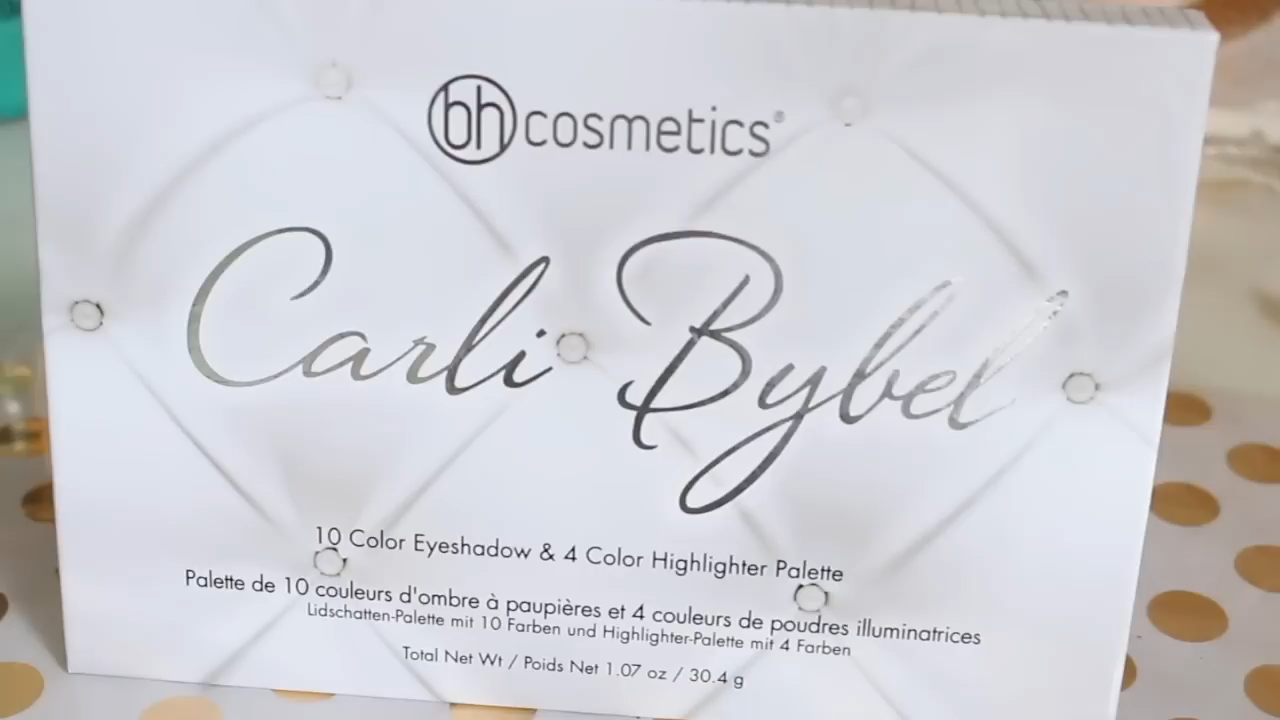 bh cosmetics®
Carli Bybel
10 Color Eyeshadow & 4 Color Highlighter Palette
Palette de 10 couleurs d'ombre à paupières et 4 couleurs de poudres illuminatrices
Lidschatten-Palette mit 10 Farben und Highlighter-Palette mit 4 Farben
Total Net Wt / Poids Net 1.07 oz / 30.4 g